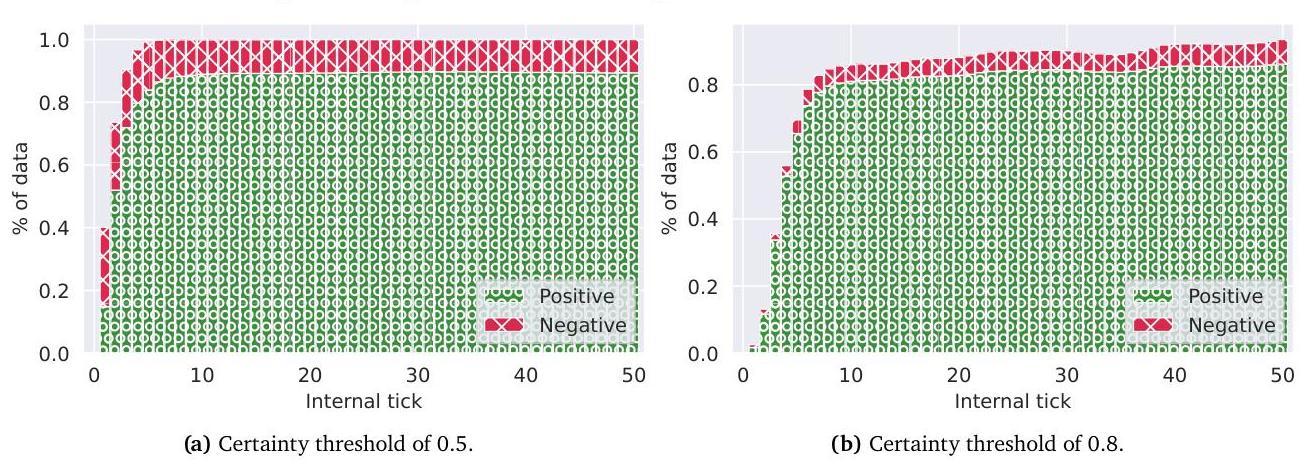 1.0
0.8
0.6
0.4
0.2
0.0
% of data
0 10 20 30 40 50
Internal tick
Positive
Negative
(a) Certainty threshold of 0.5.
0.8
0.6
0.4
0.2
0.0
% of data
0 10 20 30 40 50
Internal tick
Positive
Negative
(b) Certainty threshold of 0.8.